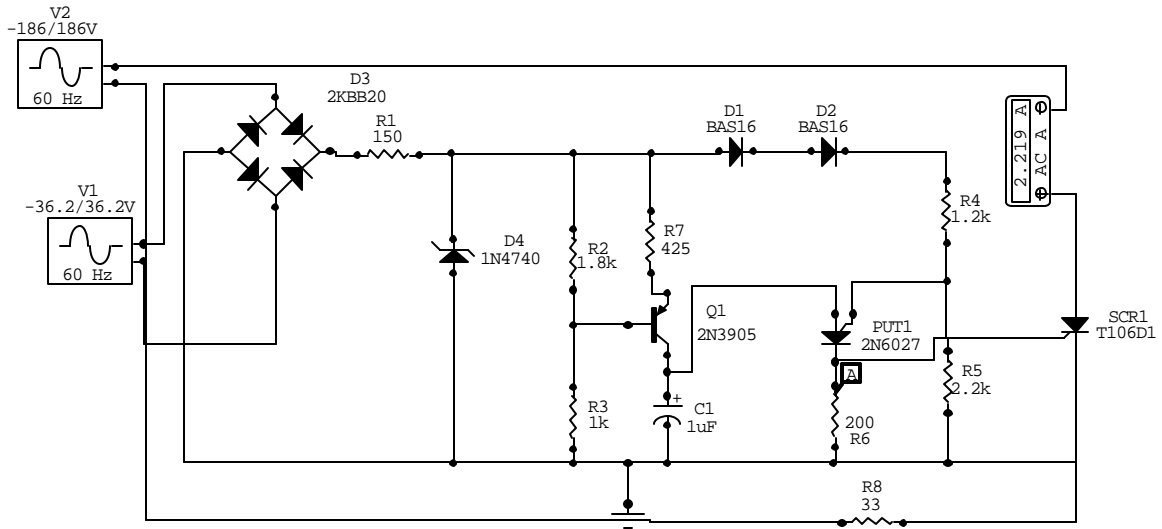 V2
-186/186V
60 Hz
D3
2KBB20
R1
150
D1
BAS16
D2
BAS16
2.219 A
AC A
V1
-36.2/36.2V
60 Hz
D4
1N4740
R2
1.8k
R7
425
R4
1.2k
Q1
2N3905
PUT1
2N6027
SCR1
T106D1
A
R5
2.2k
R3
1k
+
C1
1uF
200
R6
R8
33